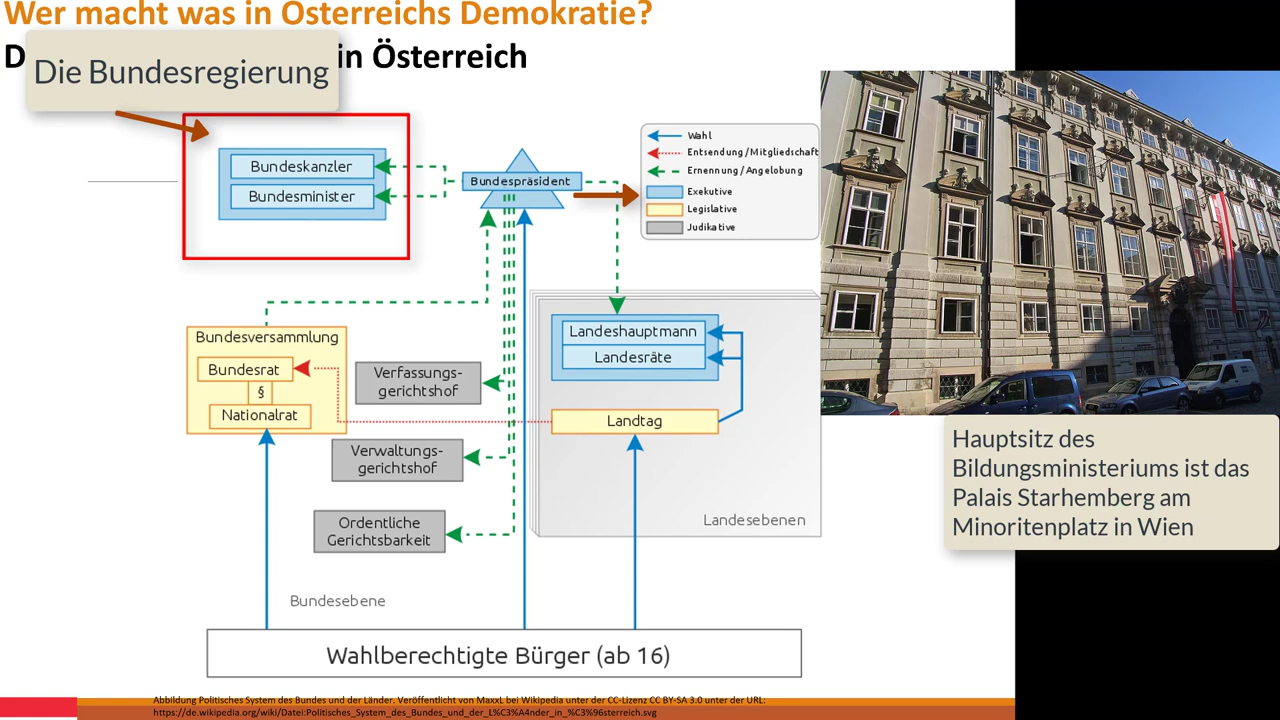 Wer macht was in Österreichs Demokratie?
D
in Österreich
Die Bundesregierung
Bundeskanzler
Bundesminister
Bundespräsident
Wahl
Entsendung/Mitgliedschaft
Ernennung/Angelobung
Exekutive
Legislative
Judikative
Bundesversammlung
Bundesrat
§
Nationalrat
Verfassungs-
gerichtshof
Verwaltungs-
gerichtshof
Ordentliche
Gerichtsbarkeit
Landeshauptmann
Landesräte
Landtag
Landesebenen
Hauptsitz des
Bildungsministeriums ist das
Palais Starhemberg am
Minoritenplatz in Wien
Bundesebene
Wahlberechtigte Bürger (ab 16)
Abbildung Politisches System des Bundes und der Länder. Veröffentlicht von MaxxL bei Wikipedia unter der CC-Lizenz CC BY-SA 3.0 unter der URL:
https://de.wikipedia.org/wiki/Datei:Politisches_System_des_Bundes_und_der_L%C3%A4nder_in_%C3%96sterreich.svg